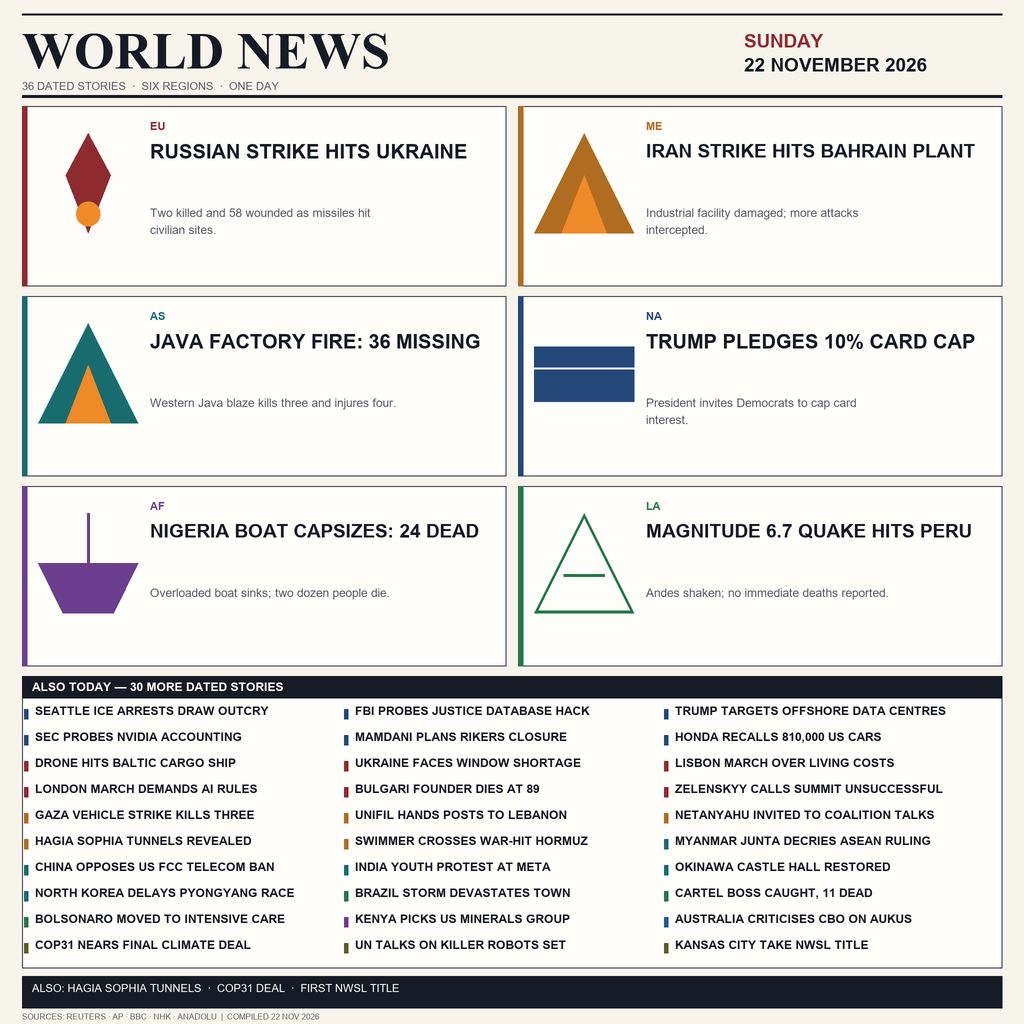 WORLD NEWS
36 DATED STORIES · SIX REGIONS · ONE DAY
SUNDAY
22 NOVEMBER 2026
EU
RUSSIAN STRIKE HITS UKRAINE
Two killed and 58 wounded as missiles hit
civilian sites.
ME
IRAN STRIKE HITS BAHRAIN PLANT
Industrial facility damaged; more attacks
intercepted.
AS
JAVA FACTORY FIRE: 36 MISSING
Western Java blaze kills three and injures four.
NA
TRUMP PLEDGES 10% CARD CAP
President invites Democrats to cap card
interest.
AF
NIGERIA BOAT CAPSIZES: 24 DEAD
Overloaded boat sinks; two dozen people die.
LA
MAGNITUDE 6.7 QUAKE HITS PERU
Andes shaken; no immediate deaths reported.
ALSO TODAY — 30 MORE DATED STORIES
SEATTLE ICE ARRESTS DRAW OUTCRY
FBI PROBES JUSTICE DATABASE HACK
TRUMP TARGETS OFFSHORE DATA CENTRES
SEC PROBES NVIDIA ACCOUNTING
MAMDANI PLANS RIKERS CLOSURE
HONDA RECALLS 810,000 US CARS
DRONE HITS BALTIC CARGO SHIP
UKRAINE FACES WINDOW SHORTAGE
LISBON MARCH OVER LIVING COSTS
LONDON MARCH DEMANDS AI RULES
BULGARI FOUNDER DIES AT 89
ZELENSKYY CALLS SUMMIT UNSUCCESSFUL
GAZA VEHICLE STRIKE KILLS THREE
UNIFIL HANDS POSTS TO LEBANON
NETANYAHU INVITED TO COALITION TALKS
HAGIA SOPHIA TUNNELS REVEALED
SWIMMER CROSSES WAR-HIT HORMUZ
MYANMAR JUNTA DECRIES ASEAN RULING
CHINA OPPOSES US FCC TELECOM BAN
INDIA YOUTH PROTEST AT META
OKINAWA CASTLE HALL RESTORED
NORTH KOREA DELAYS PYONGYANG RACE
BRAZIL STORM DEVASTATES TOWN
CARTEL BOSS CAUGHT, 11 DEAD
BOLSONARO MOVED TO INTENSIVE CARE
KENYA PICKS US MINERALS GROUP
AUSTRALIA CRITICISES CBO ON AUKUS
COP31 NEARS FINAL CLIMATE DEAL
UN TALKS ON KILLER ROBOTS SET
KANSAS CITY TAKE NWSL TITLE
ALSO: HAGIA SOPHIA TUNNELS · COP31 DEAL · FIRST NWSL TITLE
SOURCES: REUTERS · AP · BBC · NHK · ANADOLU | COMPILED 22 NOV 2026